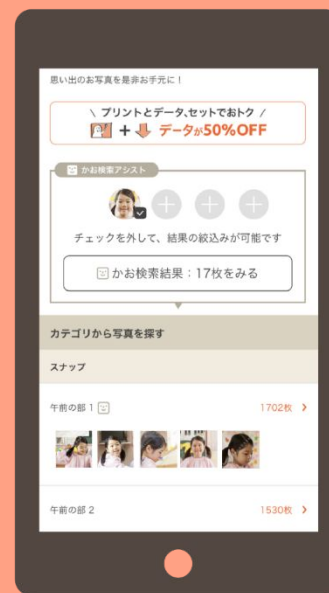 思い出のお写真を是非お手元に！
\ プリントとデータ、セットでおトク /
+ データが50%OFF
かお検索アシスト
チェックを外して、結果の絞込みが可能です
かお検索結果：17枚をみる
カテゴリから写真を探す
スナップ
午前の部 1 1702枚 >
午前の部 2 1530枚 >